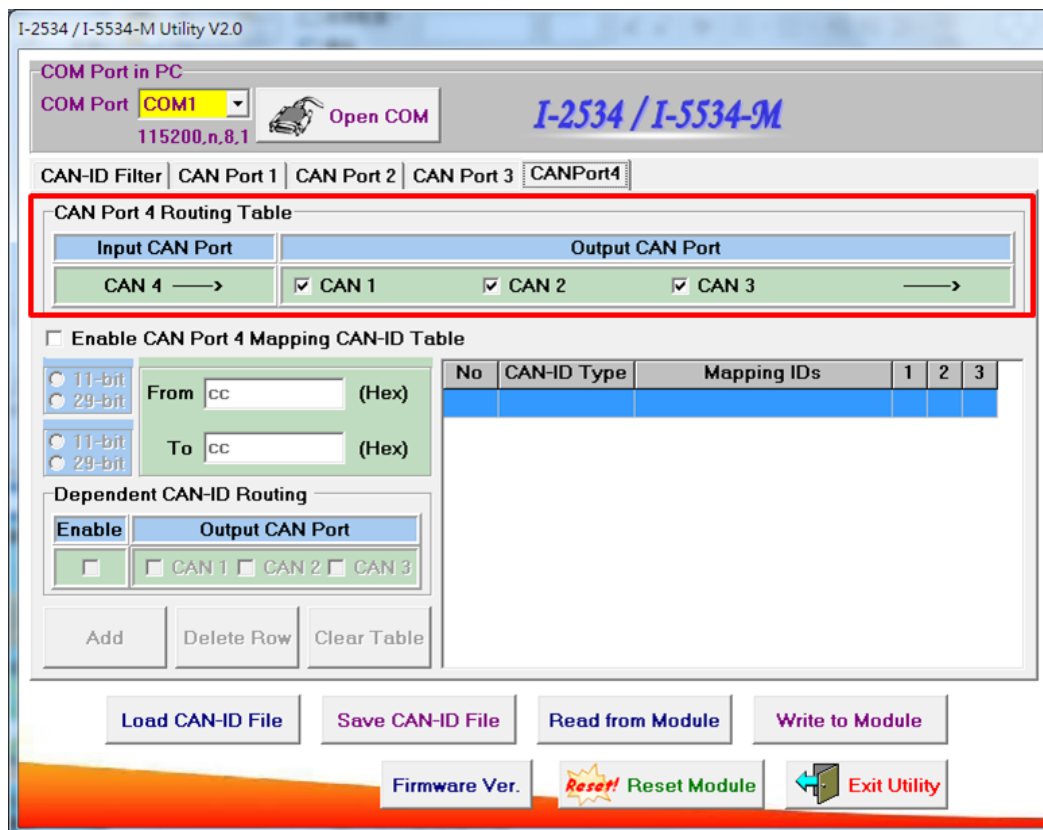 I-2534 / I-5534-M Utility V2.0
COM Port in PC
COM Port COM1 Open COM
115200,n,8,1
I-2534 / I-5534-M
CAN-ID Filter CAN Port 1 CAN Port 2 CAN Port 3 CANPort4
CAN Port 4 Routing Table
Input CAN Port Output CAN Port
CAN 4 ---> CAN 1 CAN 2 CAN 3 --->
Enable CAN Port 4 Mapping CAN-ID Table
11-bit
29-bit
From cc (Hex)
11-bit
29-bit
To cc (Hex)
No CAN-ID Type Mapping IDs 1 2 3
Dependent CAN-ID Routing
Enable Output CAN Port
CAN 1 CAN 2 CAN 3
Add Delete Row Clear Table
Load CAN-ID File Save CAN-ID File Read from Module Write to Module
Firmware Ver. Reset! Reset Module Exit Utility